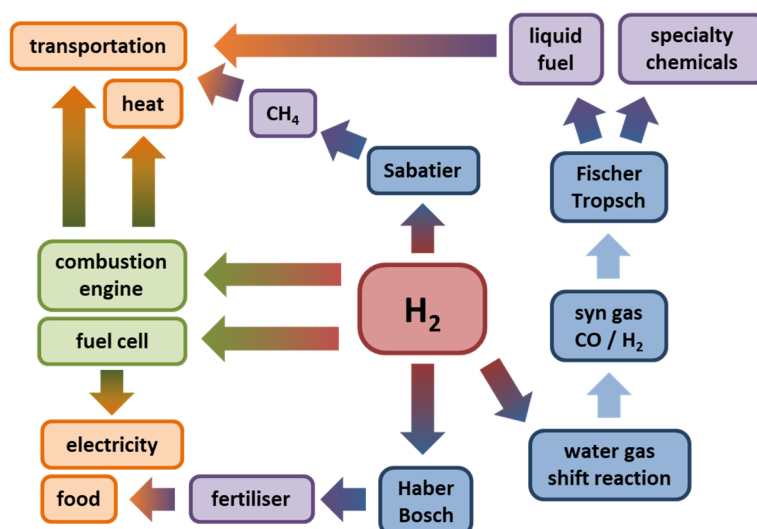 transportation
liquid
fuel
specialty
chemicals
heat
CH₄
Sabatier
Fischer
Tropsch
combustion
engine
H₂
syn gas
CO / H₂
fuel cell
electricity
water gas
shift reaction
food
fertiliser
Haber
Bosch